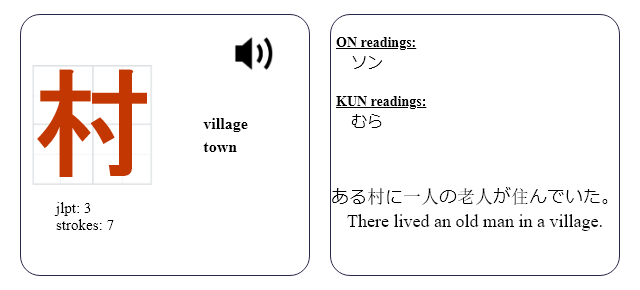 村
village
town
jlpt: 3
strokes: 7
ON readings:
ソン
KUN readings:
むら
ある村に一人の老人が住んでいた。
There lived an old man in a village.